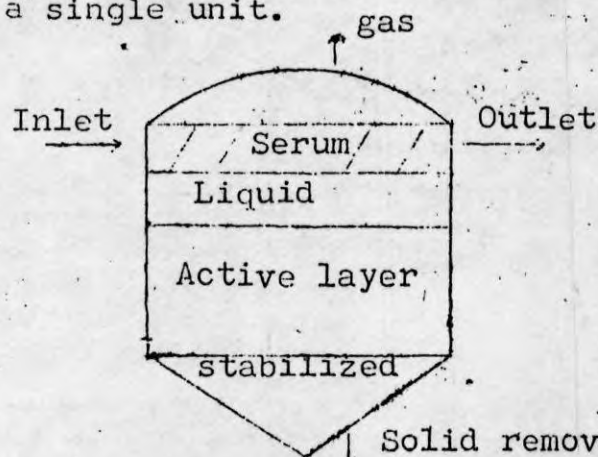 a single unit.
gas
Inlet
Outlet
Serum
Liquid
Active layer
stabilized
Solid remov